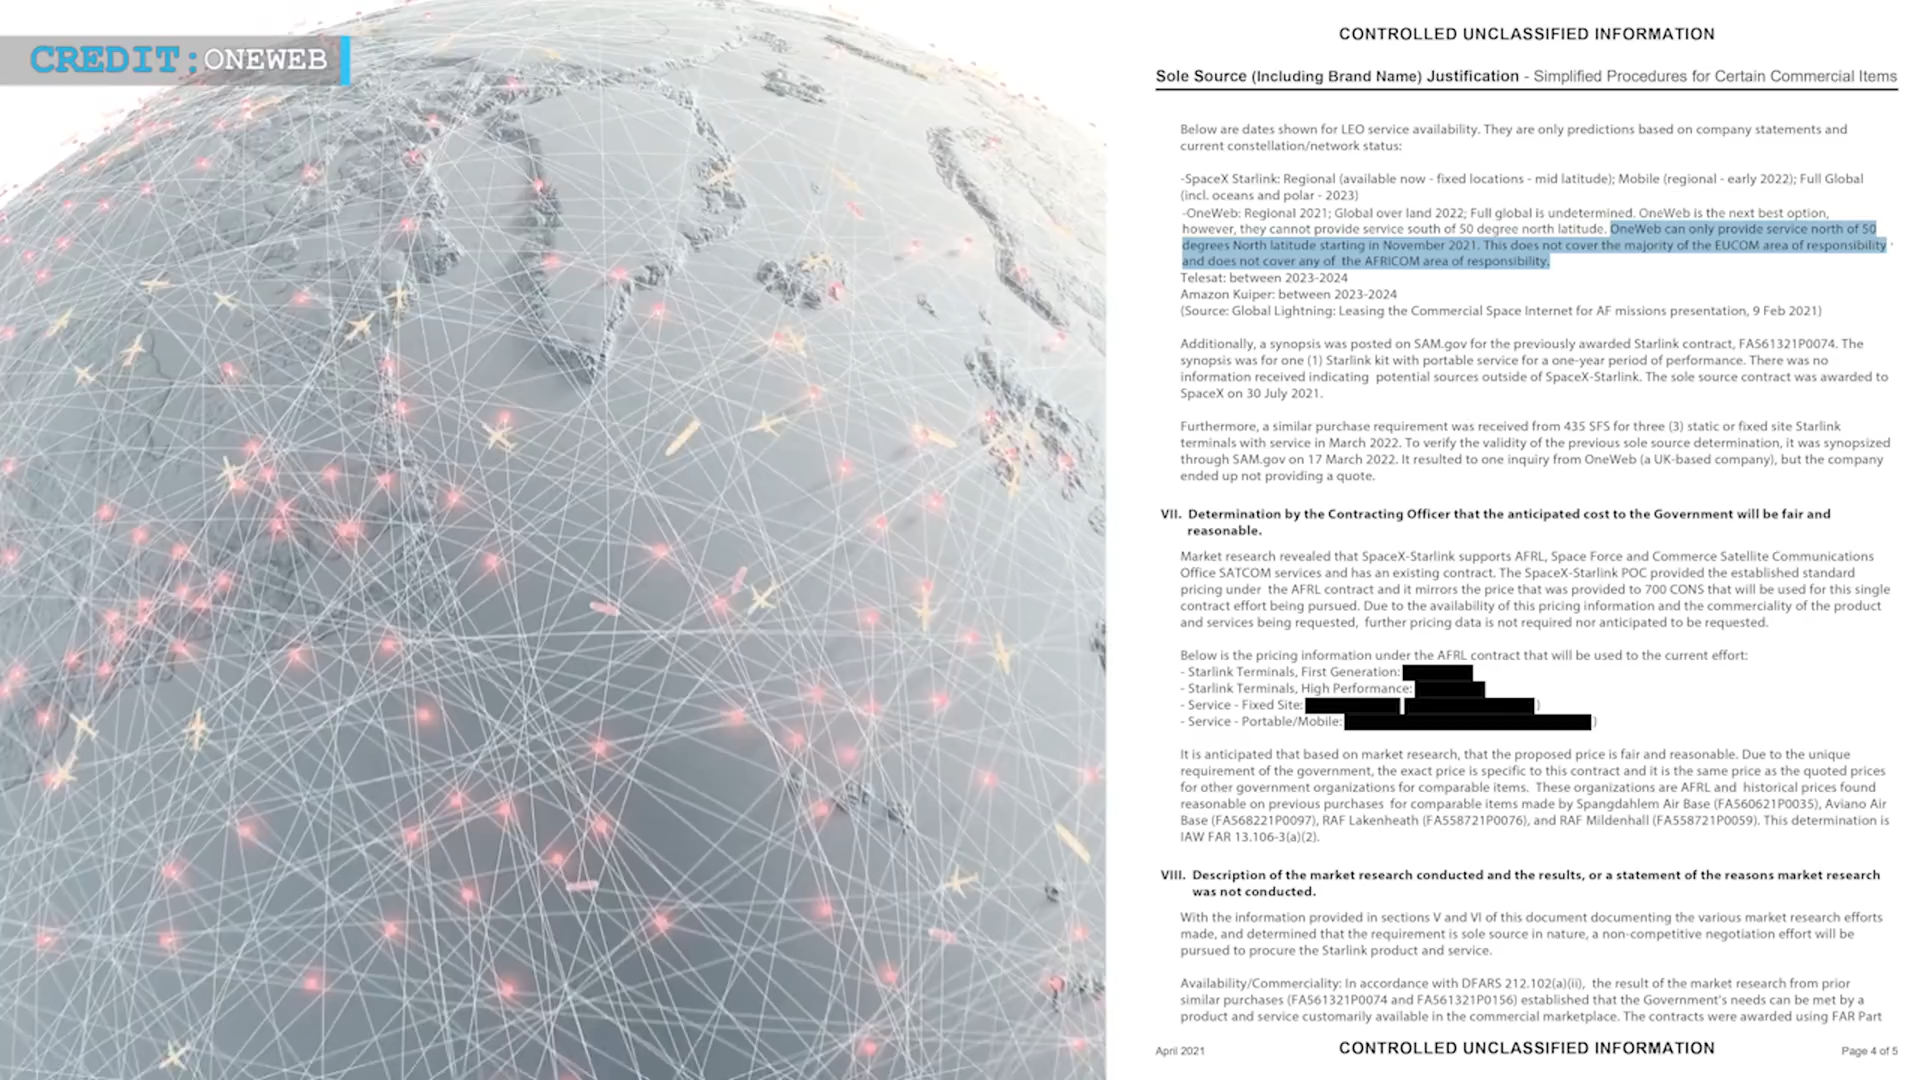 CREDIT:ONEWEB
CONTROLLED UNCLASSIFIED INFORMATION
Sole Source (Including Brand Name) Justification - Simplified Procedures for Certain Commercial Items
Below are dates shown for LEO service availability. They are only predictions based on company statements and
current constellation/network status:
-SpaceX Starlink: Regional (available now - fixed locations - mid latitude); Mobile (regional - early 2022); Full Global
(incl. oceans and polar - 2023)
-OneWeb: Regional 2021; Global over land 2022; Full global is undetermined. OneWeb is the next best option,
however, they cannot provide service south of 50 degree north latitude. OneWeb can only provide service north of 50
degrees North latitude starting in November 2021. This does not cover the majority of the EUCOM area of responsibility
and does not cover any of the AFRICOM area of responsibility.
Telesat: between 2023-2024
Amazon Kuiper: between 2023-2024
(Source: Global Lightning: Leasing the Commercial Space Internet for AF missions presentation, 9 Feb 2021)
Additionally, a synopsis was posted on SAM.gov for the previously awarded Starlink contract, FA561321P0074. The
synopsis was for one (1) Starlink kit with portable service for a one-year period of performance. There was no
information received indicating potential sources outside of SpaceX-Starlink. The sole source contract was awarded to
SpaceX on 30 July 2021.
Furthermore, a similar purchase requirement was received from 435 SFS for three (3) static or fixed site Starlink
terminals with service in March 2022. To verify the validity of the previous sole source determination, it was synopsized
through SAM.gov on 17 March 2022. It resulted to one inquiry from OneWeb (a UK-based company), but the company
ended up not providing a quote.
VII. Determination by the Contracting Officer that the anticipated cost to the Government will be fair and
reasonable.
Market research revealed that SpaceX-Starlink supports AFRL, Space Force and Commerce Satellite Communications
Office SATCOM services and has an existing contract. The SpaceX-Starlink POC provided the established standard
pricing under the AFRL contract and it mirrors the price that was provided to 700 CONS that will be used for this single
contract effort being pursued. Due to the availability of this pricing information and the commerciality of the product
and services being requested, further pricing data is not required nor anticipated to be requested.
Below is the pricing information under the AFRL contract that will be used to the current effort:
- Starlink Terminals, First Generation:
- Starlink Terminals, High Performance:
- Service - Fixed Site: )
- Service - Portable/Mobile: )
It is anticipated that based on market research, that the proposed price is fair and reasonable. Due to the unique
requirement of the government, the exact price is specific to this contract and it is the same price as the quoted prices
for other government organizations for comparable items. These organizations are AFRL and historical prices found
reasonable on previous purchases for comparable items made by Spangdahlem Air Base (FA560621P0035), Aviano Air
Base (FA568221P0097), RAF Lakenheath (FA558721P0076), and RAF Mildenhall (FA558721P0059). This determination is
IAW FAR 13.106-3(a)(2).
VIII. Description of the market research conducted and the results, or a statement of the reasons market research
was not conducted.
With the information provided in sections V and VI of this document documenting the various market research efforts
made, and determined that the requirement is sole source in nature, a non-competitive negotiation effort will be
pursued to procure the Starlink product and service.
Availability/Commerciality: In accordance with DFARS 212.102(a)(ii), the result of the market research from prior
similar purchases (FA561321P0074 and FA561321P0156) established that the Government's needs can be met by a
product and service customarily available in the commercial marketplace. The contracts were awarded using FAR Part
April 2021
CONTROLLED UNCLASSIFIED INFORMATION
Page 4 of 5